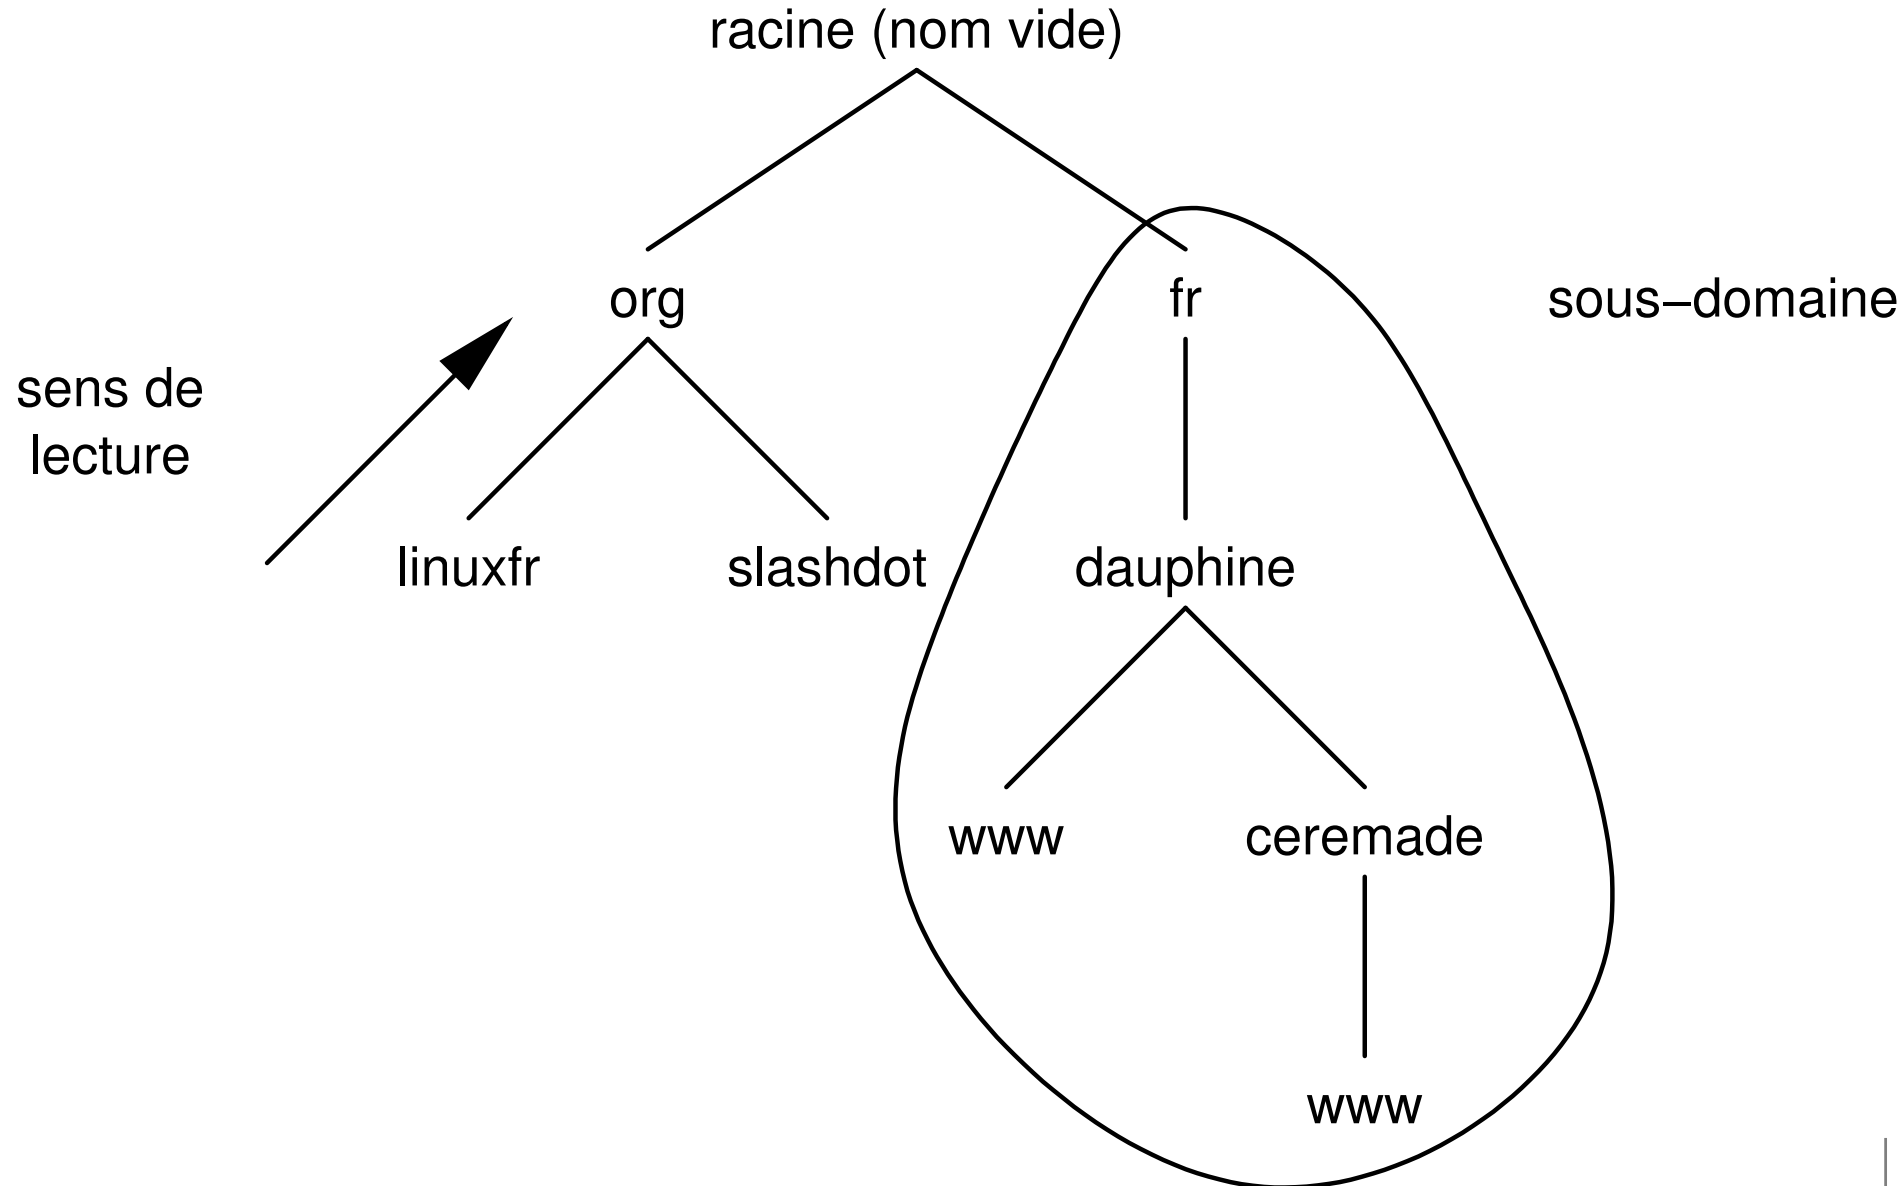 racine (nom vide)
org
fr
sous−domaine
sens de
lecture
linuxfr
slashdot
dauphine
www
ceremade
www